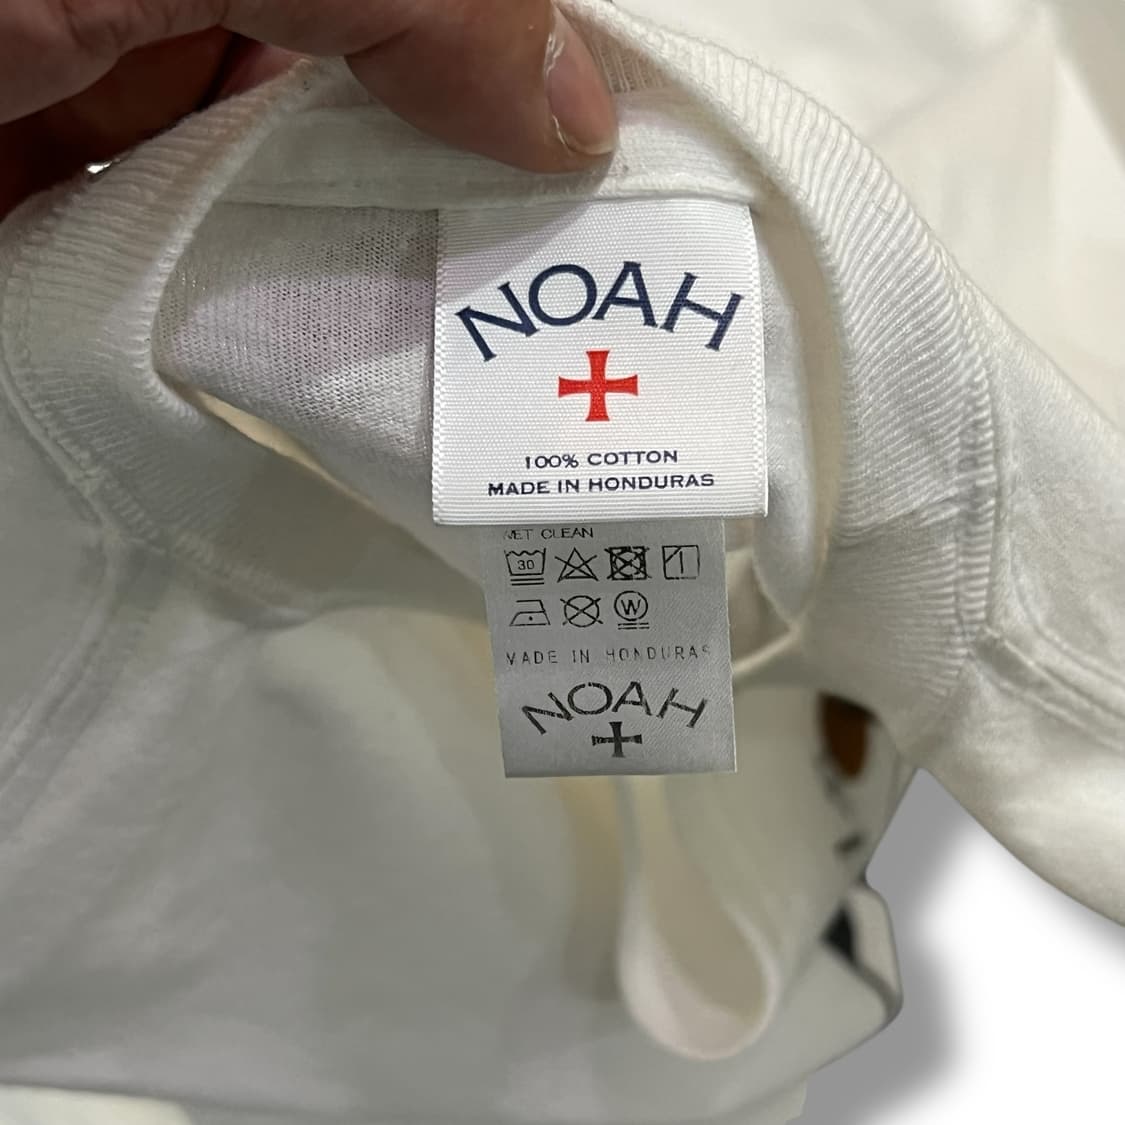 NOAH
100% COTTON
MADE IN HONDURAS
WET CLEAN
30
W
MADE IN HONDURAS
NOAH